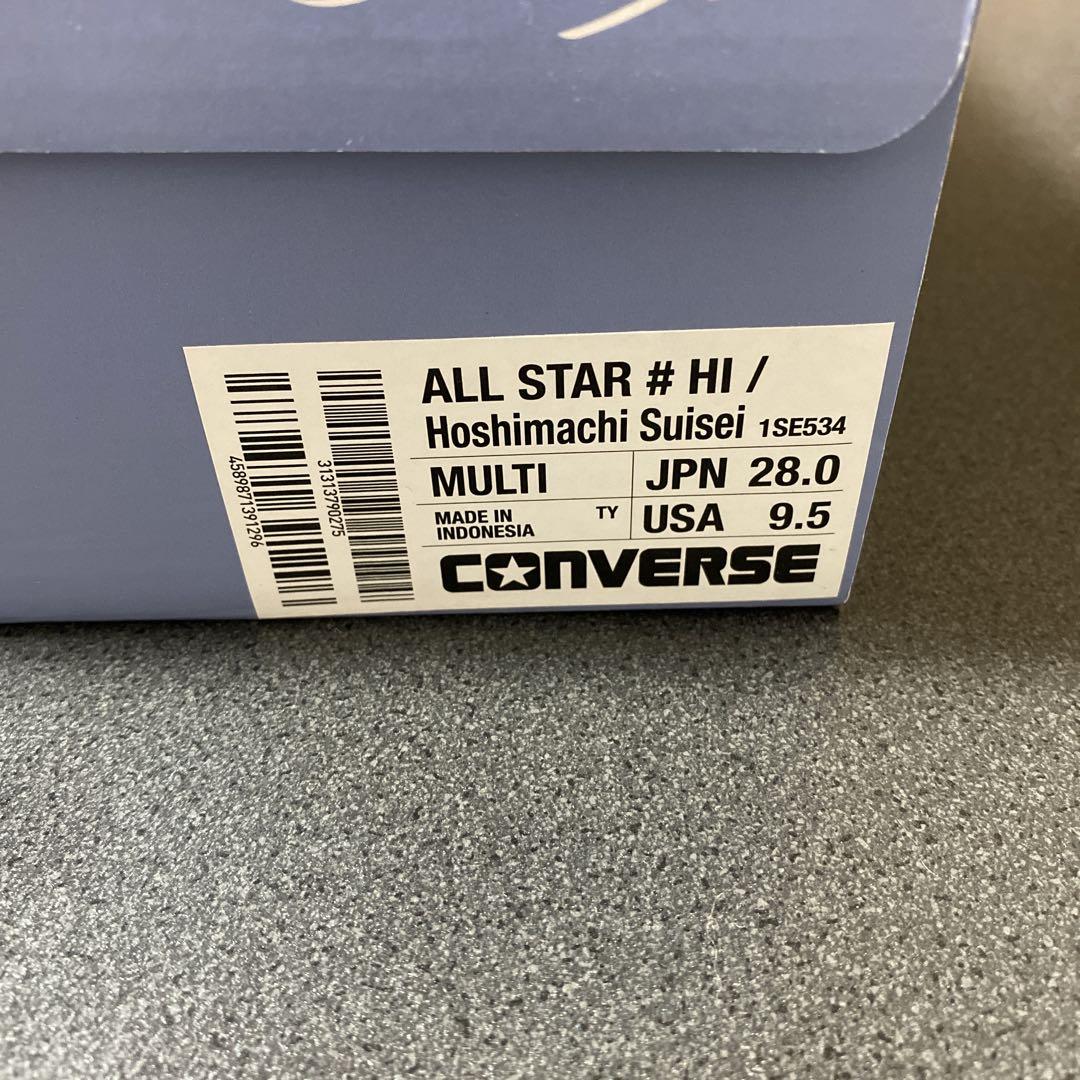 ALL STAR # HI /
Hoshimachi Suisei 1SE534
MULTI
JPN 28.0
MADE IN
INDONESIA
TY
USA 9.5
CONVERSE
4589871391296
31313790275